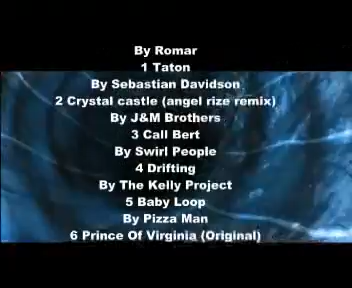 By Romar
1 Taton
By Sebastian Davidson
2 Crystal castle (angel rize remix)
By J&M Brothers
3 Call Bert
By Swirl People
4 Drifting
By The Kelly Project
5 Baby Loop
By Pizza Man
6 Prince Of Virginia (Original)